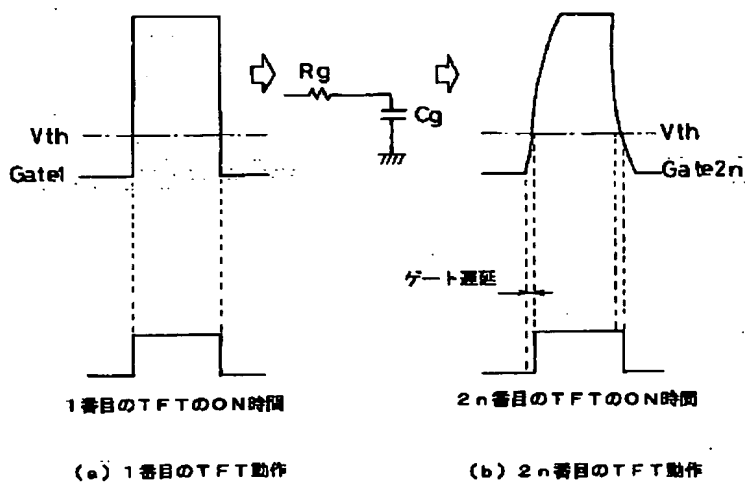 Rg
Cg
Vth
Vth
Gate1
Gate2n
ゲート遅延
1番目のTFTのON時間
2n番目のTFTのON時間
(a) 1番目のTFT動作
(b) 2n番目のTFT動作